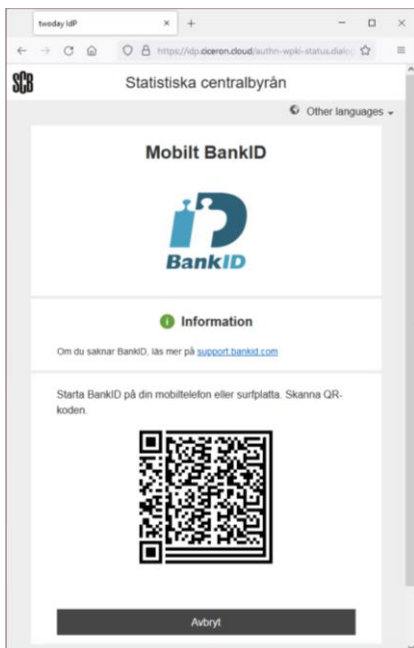 twoday IdP
https://idp.ciceron.cloud/authn-wpki-status.dialog
SCB
Statistiska centralbyrån
Other languages
Mobilt BankID
BankID
Information
Om du saknar BankID, läs mer på support.bankid.com
Starta BankID på din mobiltelefon eller surfplatta. Skanna QR-
koden.
Avbryt